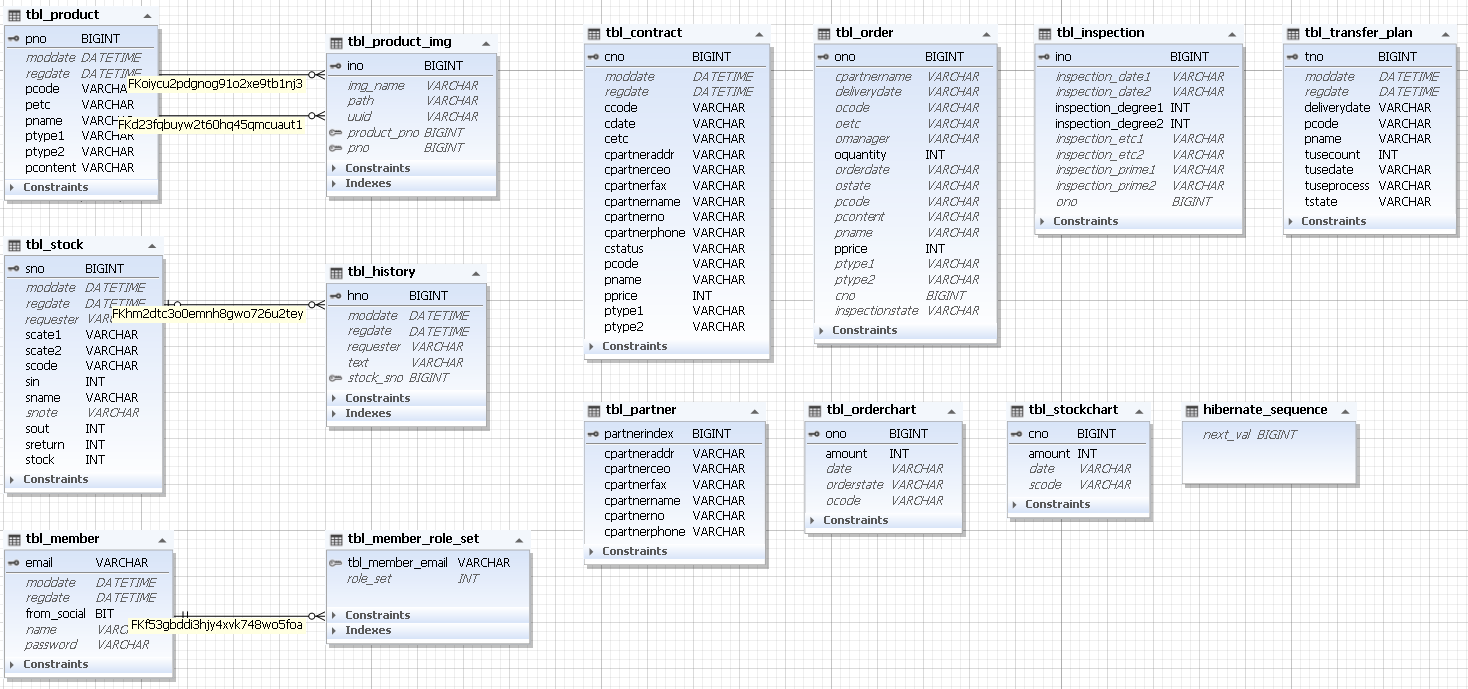 tbl_product
pno BIGINT
moddate DATETIME
regdate DATETIME
pcode VARCHA
petc VARCHAR
pname VARCHAR
ptype1 VARCHAR
ptype2 VARCHAR
pcontent VARCHAR
Constraints
FKoiycu2pdgnog91o2xe9tb1nj3
FKd23fqbuyw2t60hq45qmcuaut1
tbl_product_img
ino BIGINT
img_name VARCHAR
path VARCHAR
uuid VARCHAR
product_pno BIGINT
pno BIGINT
Constraints
Indexes
tbl_contract
cno BIGINT
moddate DATETIME
regdate DATETIME
ccode VARCHAR
cdate VARCHAR
cetc VARCHAR
cpartneraddr VARCHAR
cpartnerceo VARCHAR
cpartnerfax VARCHAR
cpartnername VARCHAR
cpartnerno VARCHAR
cpartnerphone VARCHAR
cstatus VARCHAR
pcode VARCHAR
pname VARCHAR
pprice INT
ptype1 VARCHAR
ptype2 VARCHAR
Constraints
tbl_order
ono BIGINT
cpartnername VARCHAR
deliverydate VARCHAR
ocode VARCHAR
oetc VARCHAR
omanager VARCHAR
oquantity INT
orderdate VARCHAR
ostate VARCHAR
pcode VARCHAR
pcontent VARCHAR
pname VARCHAR
pprice INT
ptype1 VARCHAR
ptype2 VARCHAR
cno BIGINT
inspectionstate VARCHAR
Constraints
tbl_inspection
ino BIGINT
inspection_date1 VARCHAR
inspection_date2 VARCHAR
inspection_degree1 INT
inspection_degree2 INT
inspection_etc1 VARCHAR
inspection_etc2 VARCHAR
inspection_prime1 VARCHAR
inspection_prime2 VARCHAR
ono BIGINT
Constraints
tbl_transfer_plan
tno BIGINT
moddate DATETIME
regdate DATETIME
deliverydate VARCHAR
pcode VARCHAR
pname VARCHAR
tusecount INT
tusedate VARCHAR
tuseprocess VARCHAR
tstate VARCHAR
Constraints
tbl_stock
sno BIGINT
moddate DATETIME
regdate DATETIME
requester VAR
scate1 VARCHAR
scate2 VARCHAR
scode VARCHAR
sin INT
sname VARCHAR
snote VARCHAR
sout INT
sreturn INT
stock INT
Constraints
FKhm2dtc3o0emnh8gwo726u2tey
tbl_history
hno BIGINT
moddate DATETIME
regdate DATETIME
requester VARCHAR
text VARCHAR
stock_sno BIGINT
Constraints
Indexes
tbl_partner
partnerindex BIGINT
cpartneraddr VARCHAR
cpartnerceo VARCHAR
cpartnerfax VARCHAR
cpartnername VARCHAR
cpartnerno VARCHAR
cpartnerphone VARCHAR
Constraints
tbl_orderchart
ono BIGINT
amount INT
date VARCHAR
orderstate VARCHAR
ocode VARCHAR
Constraints
tbl_stockchart
cno BIGINT
amount INT
date VARCHAR
scode VARCHAR
Constraints
hibernate_sequence
next_val BIGINT
tbl_member
email VARCHAR
moddate DATETIME
regdate DATETIME
from_social BIT
name VARC
password VARCHAR
Constraints
FKf53gbddi3hjy4xvk748wo5foa
tbl_member_role_set
tbl_member_email VARCHAR
role_set INT
Constraints
Indexes